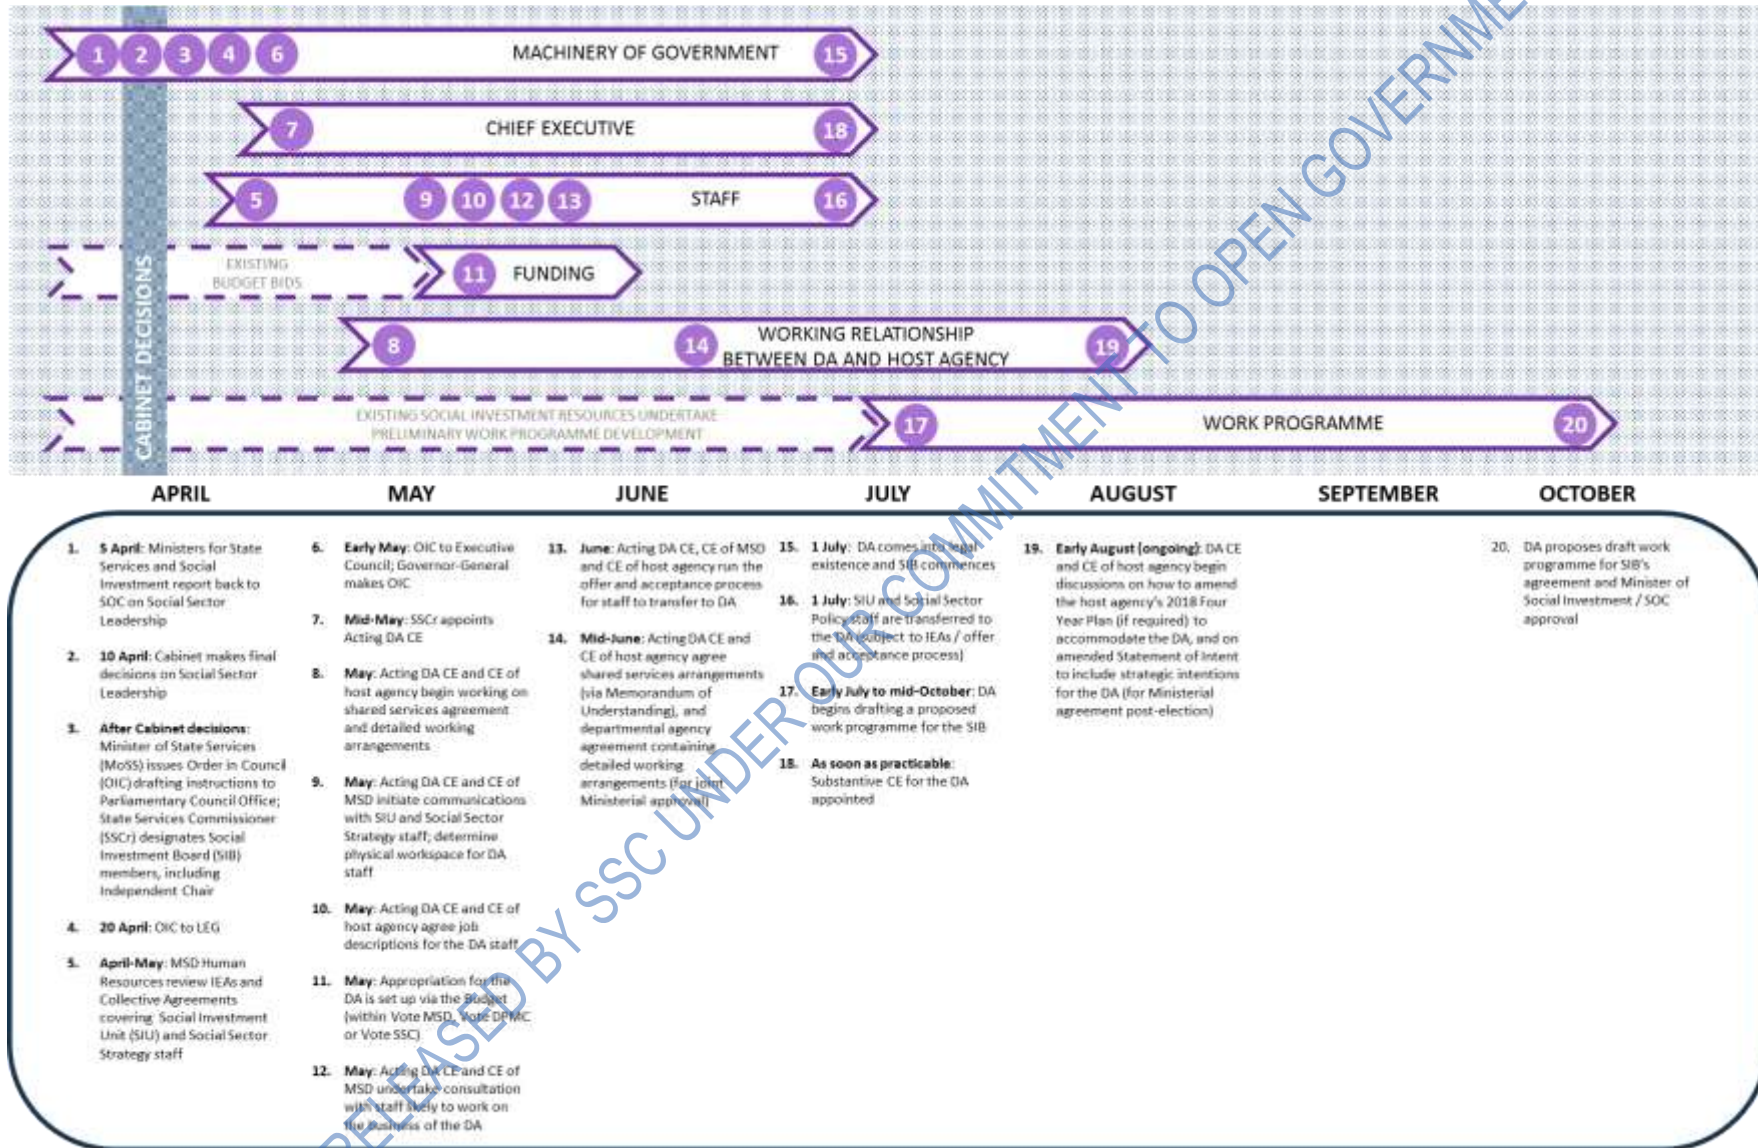 1 2 3 4 6 MACHINERY OF GOVERNMENT 15
7 CHIEF EXECUTIVE 18
5 9 10 12 13 STAFF 16
EXISTING
BUDGET BIDS
11 FUNDING
8 14 WORKING RELATIONSHIP
BETWEEN DA AND HOST AGENCY 19
EXISTING SOCIAL INVESTMENT RESOURCES UNDERTAKE
PRELIMINARY WORK PROGRAMME DEVELOPMENT
17 WORK PROGRAMME 20
CABINET DECISIONS
APRIL MAY JUNE JULY AUGUST SEPTEMBER OCTOBER
1. 5 April: Ministers for State
Services and Social
Investment report back to
SOC on Social Sector
Leadership
2. 10 April: Cabinet makes final
decisions on Social Sector
Leadership
3. After Cabinet decisions:
Minister of State Services
(MoSS) issues Order in Council
(OIC) drafting instructions to
Parliamentary Council Office;
State Services Commissioner
(SSCr) designates Social
Investment Board (SIB)
members, including
Independent Chair
4. 20 April: OIC to LEG
5. April-May: MSD Human
Resources review IEAs and
Collective Agreements
covering Social Investment
Unit (SIU) and Social Sector
Strategy staff
6. Early May: OIC to Executive
Council; Governor-General
makes OIC
7. Mid-May: SSCr appoints
Acting DA CE
8. May: Acting DA CE and CE of
host agency begin working on
shared services agreement
and detailed working
arrangements
9. May: Acting DA CE and CE of
MSD initiate communications
with SIU and Social Sector
Strategy staff; determine
physical workspace for DA
staff
10. May: Acting DA CE and CE of
host agency agree job
descriptions for the DA staff
11. May: Appropriation for the
DA is set up via the Budget
(within Vote MSD, Vote DPMC
or Vote SSC)
12. May: Acting DA CE and CE of
MSD undertake consultation
with staff likely to work on
the business of the DA
13. June: Acting DA CE, CE of MSD
and CE of host agency run the
offer and acceptance process
for staff to transfer to DA
14. Mid-June: Acting DA CE and
CE of host agency agree
shared services arrangements
(via Memorandum of
Understanding), and
departmental agency
agreement containing
detailed working
arrangements (for joint
Ministerial approval)
15. 1 July: DA comes into legal
existence and SIB commences
16. 1 July: SIU and Social Sector
Policy staff are transferred to
the DA (subject to IEAs / offer
and acceptance process)
17. Early July to mid-October: DA
begins drafting a proposed
work programme for the SIB
18. As soon as practicable:
Substantive CE for the DA
appointed
19. Early August (ongoing): DA CE
and CE of host agency begin
discussions on how to amend
the host agency's 2018 Four
Year Plan (if required) to
accommodate the DA, and on
amended Statement of Intent
to include strategic intentions
for the DA (for Ministerial
agreement post-election)
20. DA proposes draft work
programme for SIB's
agreement and Minister of
Social Investment / SOC
approval
RELEASED BY SSC UNDER OUR COMMITMENT TO OPEN GOVERNME